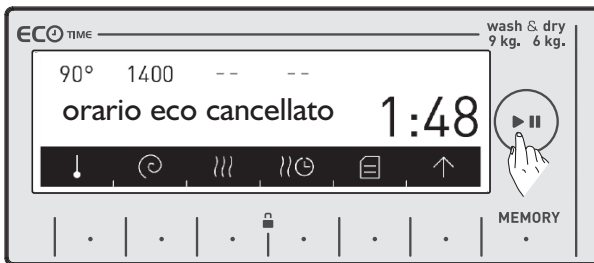 ECO TIME
wash & dry
9 kg. 6 kg.
90° 1400 -- --
orario eco cancellato 1:48
MEMORY